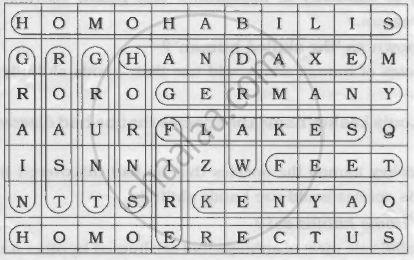 H O M O H A B I L I S
G R G H A N D A X E M
R O R O G E R M A N Y
A A U R F L A K E S Q
I S N N I Z W F E E T
N T T S R K E N Y A O
H O M O E R E C T U S
shaalaa.com